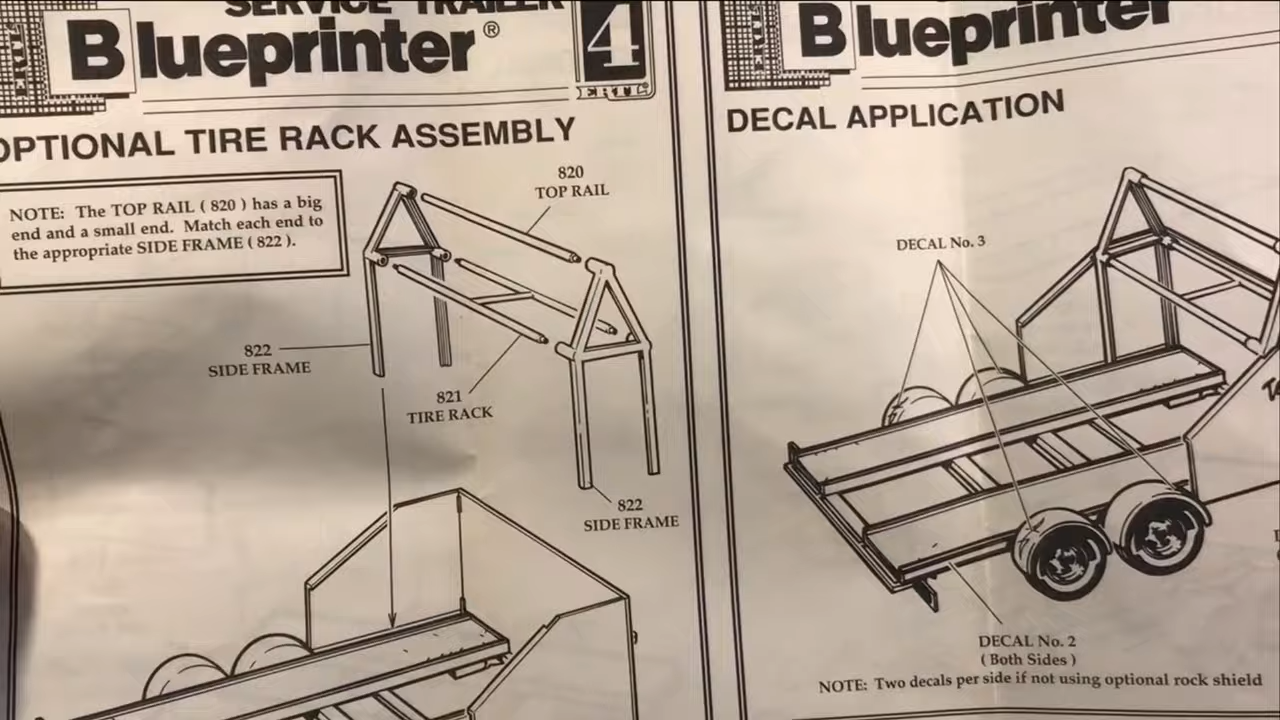 SERVICE TRAILER
Blueprinter®
4
ERTL
OPTIONAL TIRE RACK ASSEMBLY
NOTE: The TOP RAIL ( 820 ) has a big
end and a small end. Match each end to
the appropriate SIDE FRAME ( 822 ).
820
TOP RAIL
822
SIDE FRAME
821
TIRE RACK
822
SIDE FRAME
Blueprinter
DECAL APPLICATION
DECAL No. 3
DECAL No. 2
( Both Sides )
NOTE: Two decals per side if not using optional rock shield